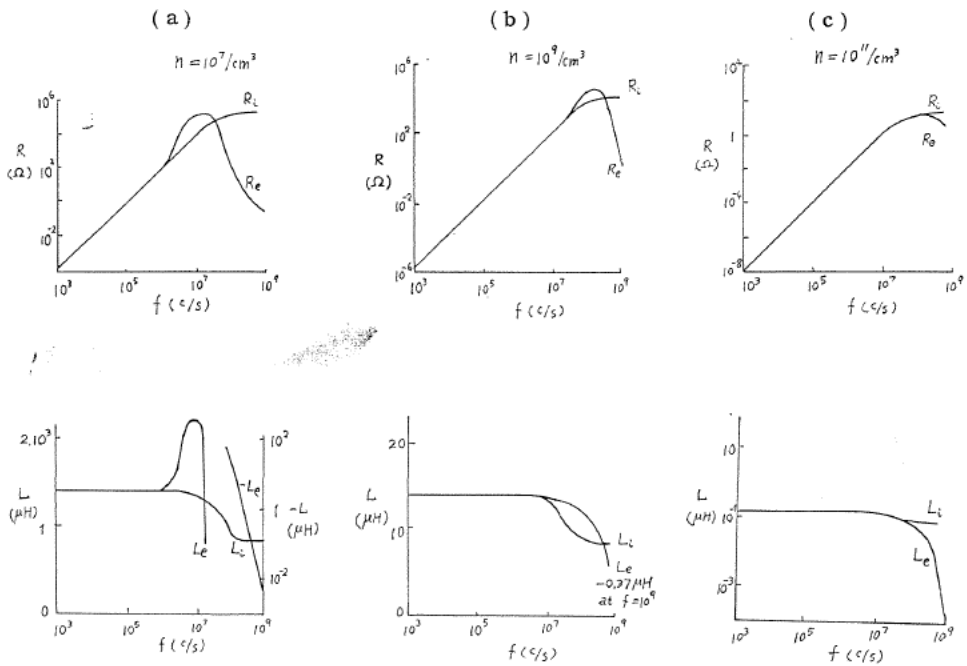 (a)
n = 10⁷/cm³
10⁶
10³
10⁻²
R
(Ω)
Ri
Re
10³
10⁵
10⁷
10⁹
f (c/s)
(b)
n = 10⁹/cm³
10⁶
10²
10⁻²
10⁻⁶
R
(Ω)
Ri
Re
10³
10⁵
10⁷
10⁹
f (c/s)
(c)
n = 10¹¹/cm³
10⁴
1
10⁻⁴
10⁻⁸
R
(Ω)
Ri
Re
10³
10⁵
10⁷
10⁹
f (c/s)
2.10³
1
0
L
(μH)
Le
Li
-Le
10²
1
10⁻²
-L
(μH)
10³
10⁵
10⁷
10⁹
f (c/s)
20
10
0
L
(μH)
Li
Le
-0.37μH
at f=10⁹
10³
10⁵
10⁷
10⁹
f (c/s)
10
10⁻¹
10⁻³
L
(μH)
Li
Le
10³
10⁵
10⁷
10⁹
f (c/s)